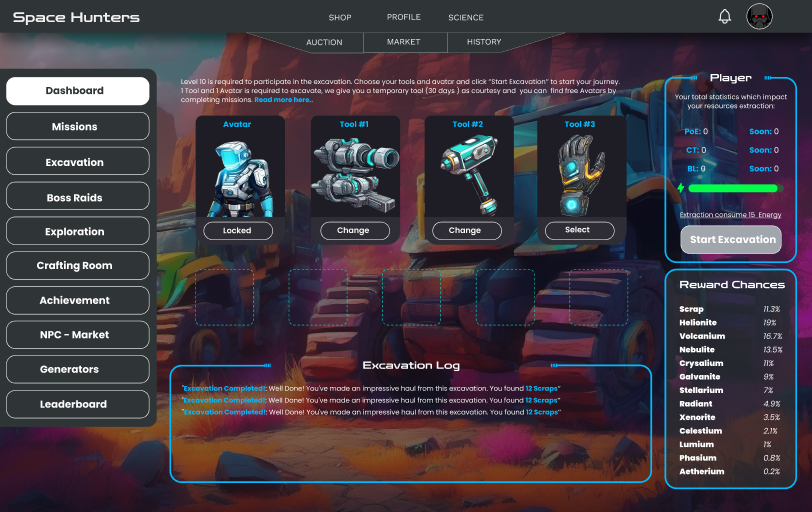 Space Hunters
SHOP
PROFILE
SCIENCE
AUCTION
MARKET
HISTORY
Dashboard
Missions
Excavation
Boss Raids
Exploration
Crafting Room
Achievement
NPC - Market
Generators
Leaderboard
Level 10 is required to participate in the excavation. Choose your tools and avatar and click "Start Excavation" to start your journey.
1 Tool and 1 Avatar is required to excavate, we give you a temporary tool (30 days ) as courtesy and you can find free Avatars by
completing missions. Read more here..
Avatar
Locked
Tool #1
Change
Tool #2
Change
Tool #3
Select
Excavation Log
"Excavation Completed!: Well Done! You've made an impressive haul from this excavation. You found 12 Scraps"
"Excavation Completed!: Well Done! You've made an impressive haul from this excavation. You found 12 Scraps"
"Excavation Completed!: Well Done! You've made an impressive haul from this excavation. You found 12 Scraps"
Player
Your total statistics which impact
your resources extraction:
PoE: 0 Soon: 0
CT: 0 Soon: 0
BL: 0 Soon: 0
Extraction consume 15 Energy
Start Excavation
Reward Chances
Scrap 11.3%
Helionite 19%
Volcanium 16.7%
Nebulite 13.5%
Crysalium 11%
Galvanite 9%
Stellarium 7%
Radiant 4.9%
Xenorite 3.5%
Celestium 2.1%
Lumium 1%
Phasium 0.8%
Aetherium 0.2%